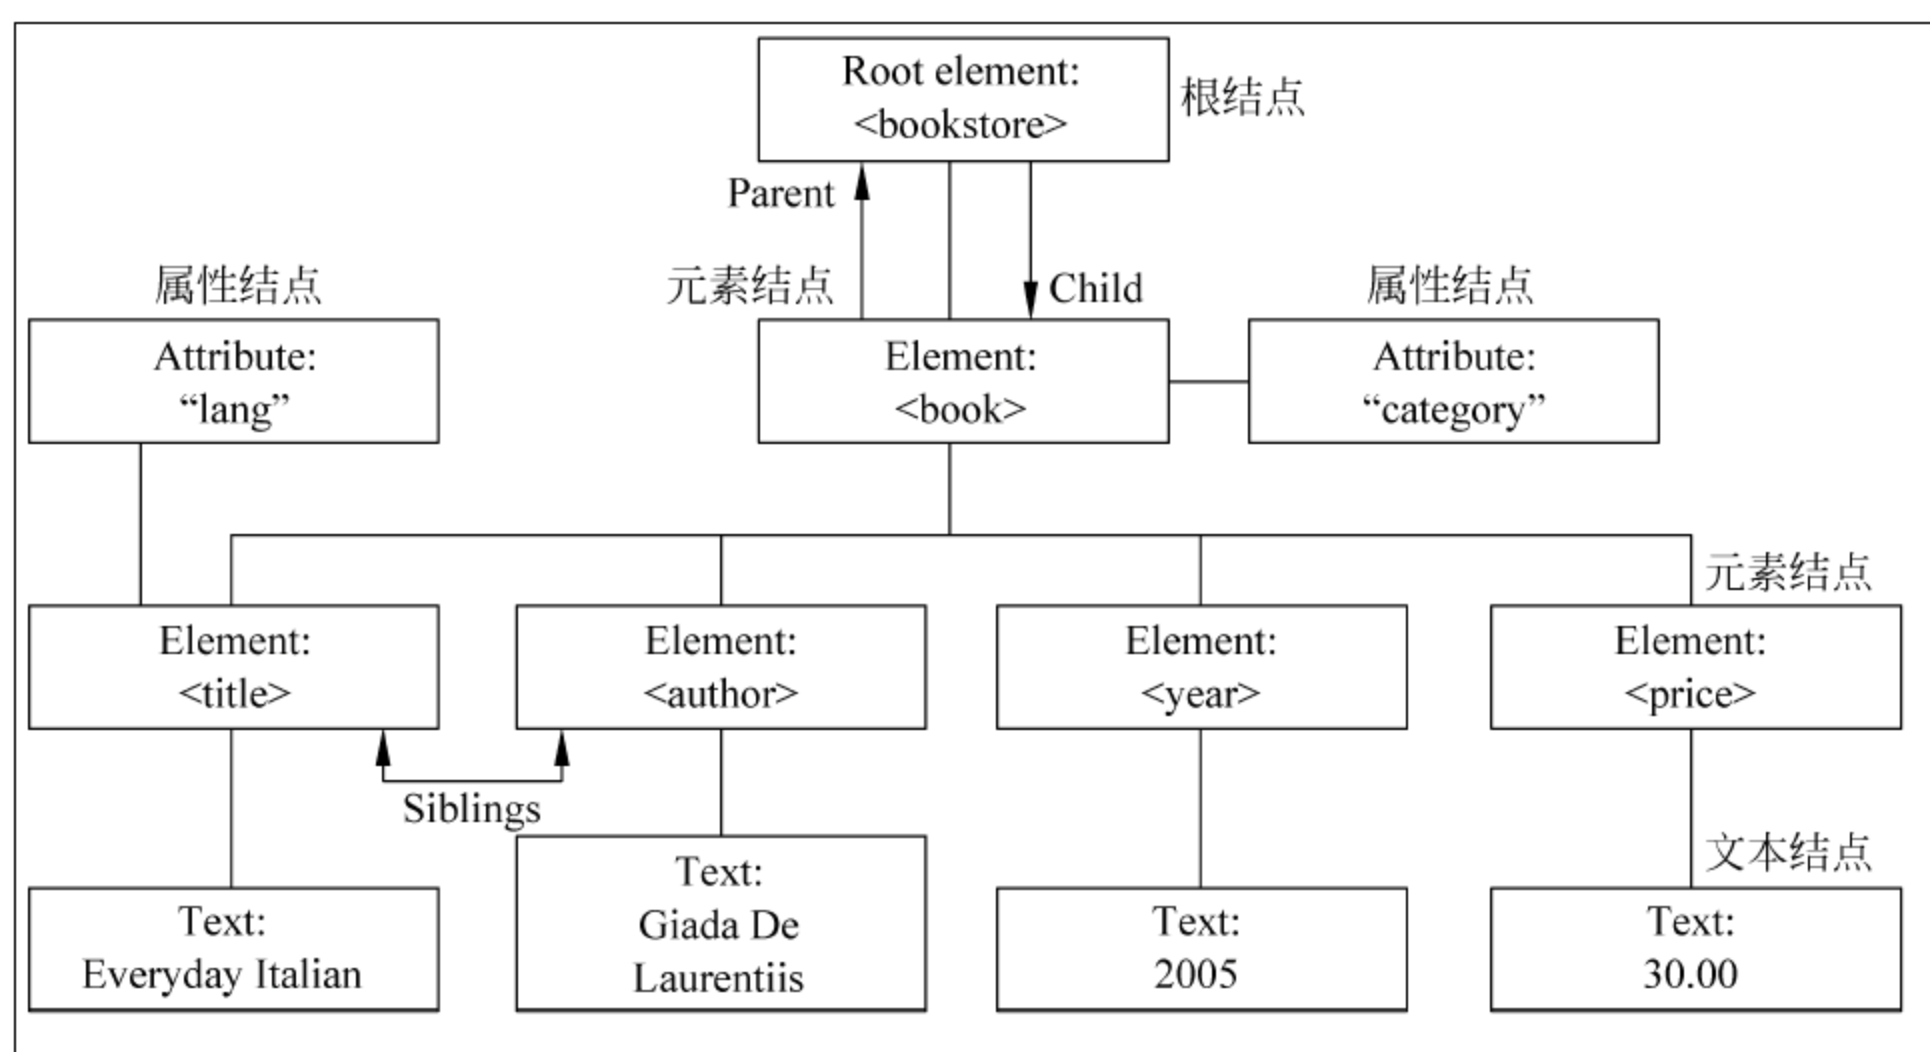 Root element:
<bookstore>
根结点
Parent
属性结点
元素结点
Child
属性结点
Attribute:
“lang”
Element:
<book>
Attribute:
“category”
元素结点
Element:
<title>
Element:
<author>
Element:
<year>
Element:
<price>
Siblings
文本结点
Text:
Everyday Italian
Text:
Giada De
Laurentiis
Text:
2005
Text:
30.00